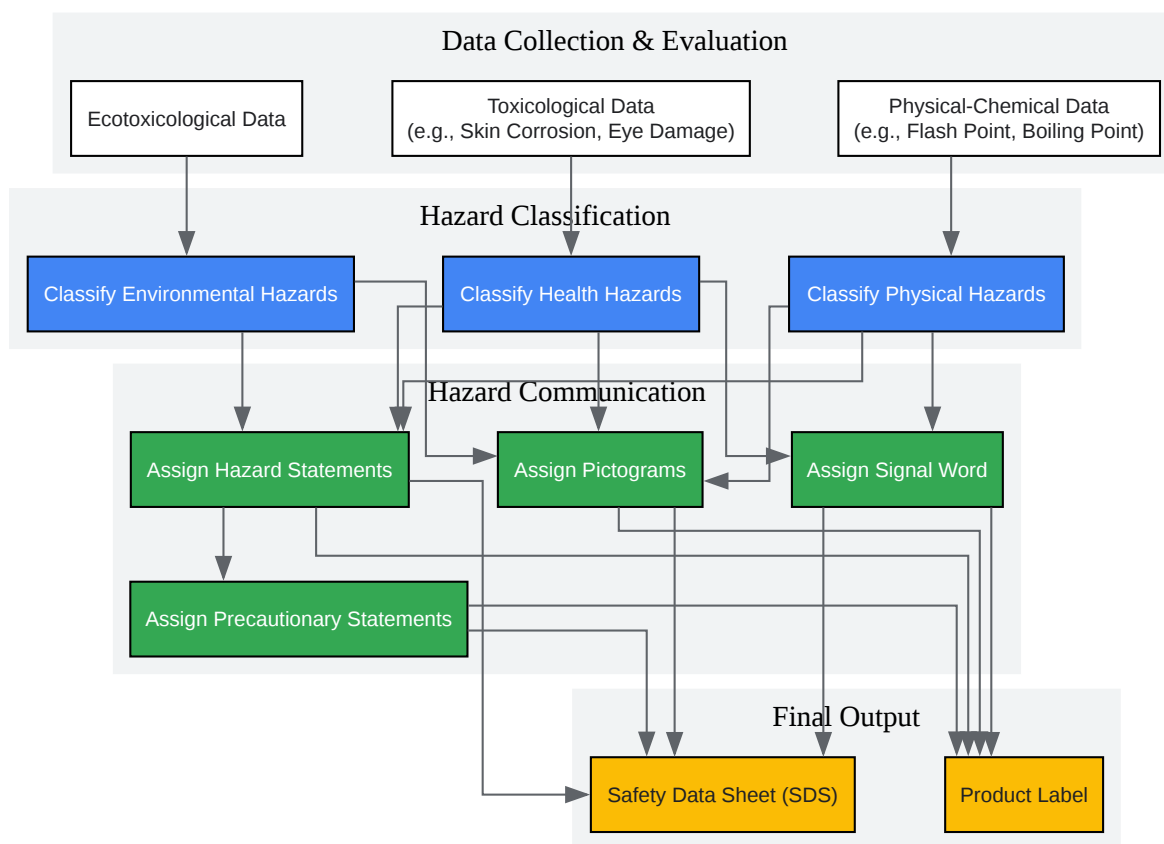 Data Collection & Evaluation
Ecotoxicological Data
Toxicological Data
(e.g., Skin Corrosion, Eye Damage)
Physical-Chemical Data
(e.g., Flash Point, Boiling Point)
Hazard Classification
Classify Environmental Hazards
Classify Health Hazards
Classify Physical Hazards
Hazard Communication
Assign Hazard Statements
Assign Pictograms
Assign Signal Word
Assign Precautionary Statements
Final Output
Safety Data Sheet (SDS)
Product Label